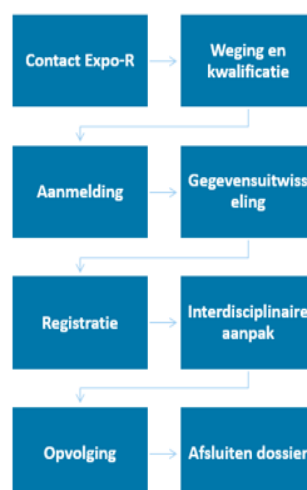 Contact Expo-R
Weging en
kwalificatie
Aanmelding
Gegevensuitwiss
eling
Registratie
Interdisciplinaire
aanpak
Opvolging
Afsluiten dossier